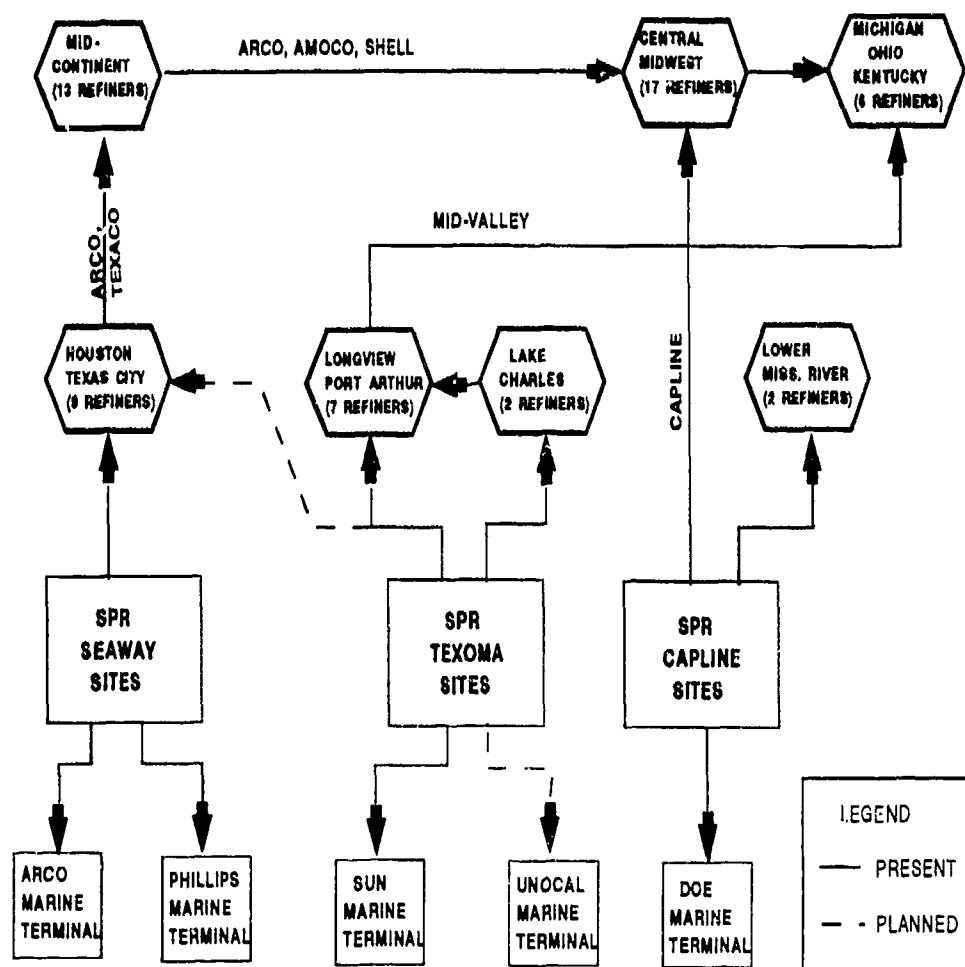 MID-
CONTINENT
(13 REFINERS)
ARCO, AMOCO, SHELL
CENTRAL
MIDWEST
(17 REFINERS)
MICHIGAN
OHIO
KENTUCKY
(6 REFINERS)
ARCO,
TEXACO
MID-VALLEY
HOUSTON
TEXAS CITY
REFINERS)
LONGVIEW
PORT ARTHUR
(7 REFINERS)
LAKE
CHARLES
(2 REFINERS)
CAPLINE
LOWER
MISS. RIVER
(2 REFINERS)
SPR
SEAWAY
SITES
SPR
TEXOMA
SITES
SPR
CAPLINE
SITES
ARCO
MARINE
TERMINAL
PHILLIPS
MARINE
TERMINAL
SUN
MARINE
TERMINAL
UNOCAL
MARINE
TERMINAL
DOE
MARINE
TERMINAL
LEGEND
PRESENT
PLANNED